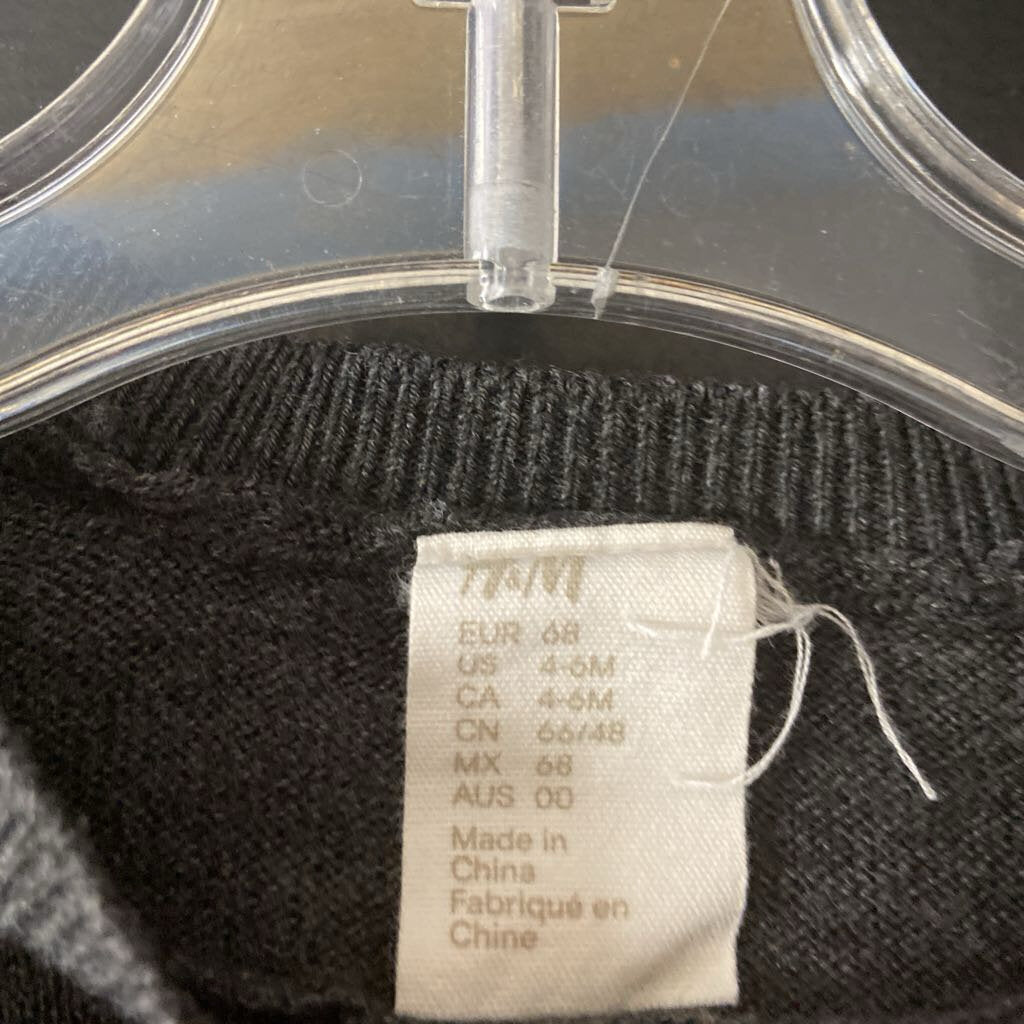 H&M
EUR 68
US 4-6M
CA 4-6M
CN 66/48
MX 68
AUS 00
Made in
China
Fabriqué en
Chine